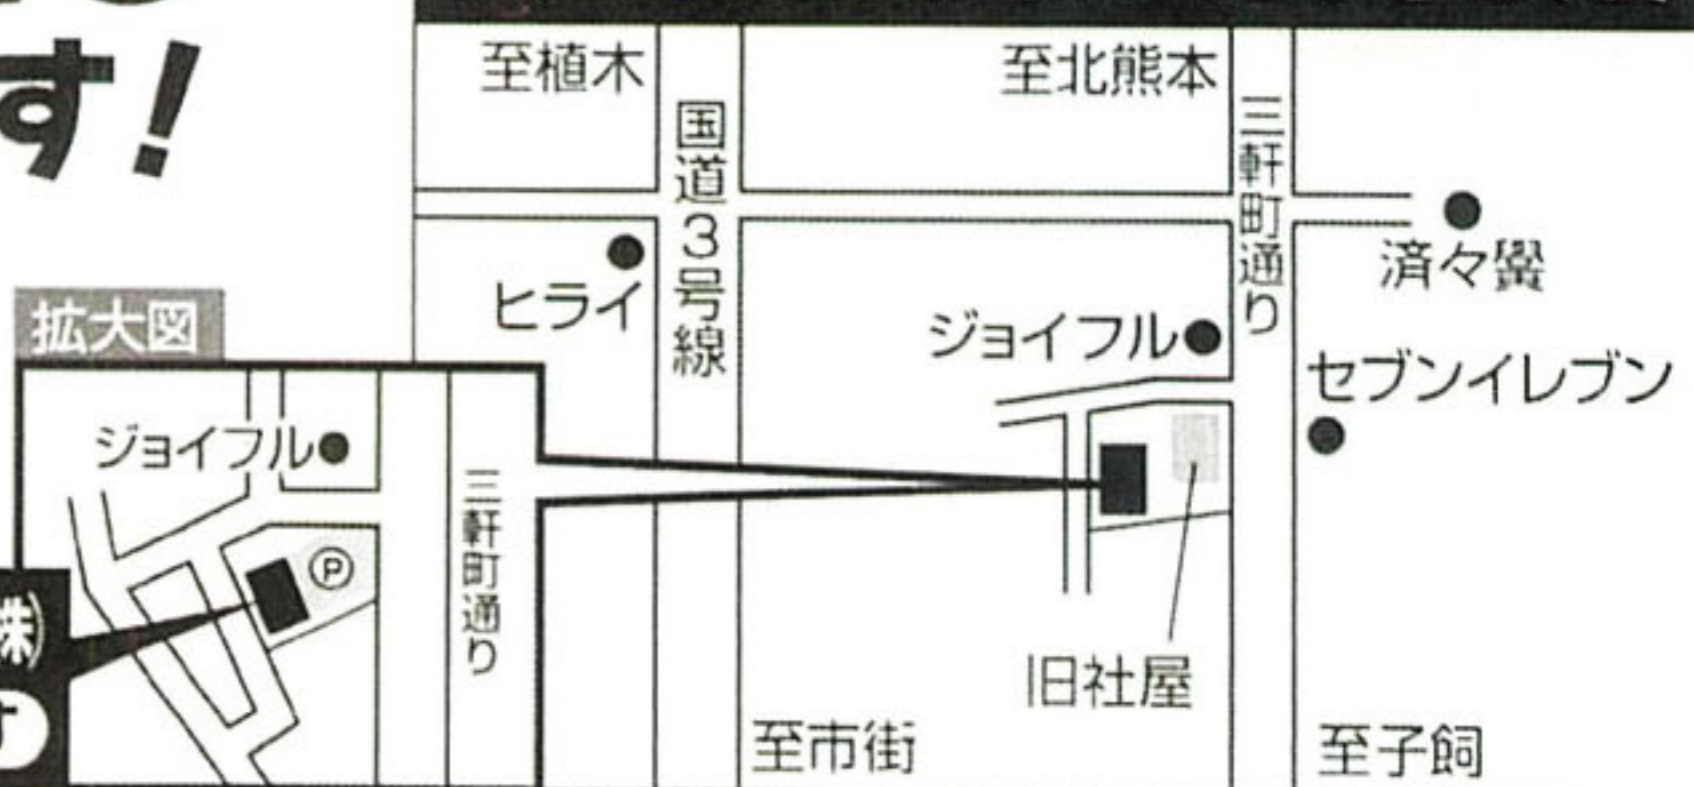 す!
至植木
国道3号線
至北熊本
三軒町通り
済々黌
ヒライ
ジョイフル
セブンイレブン
旧社屋
至市街
至子飼
拡大図
ジョイフル
P
三軒町通り
㈱